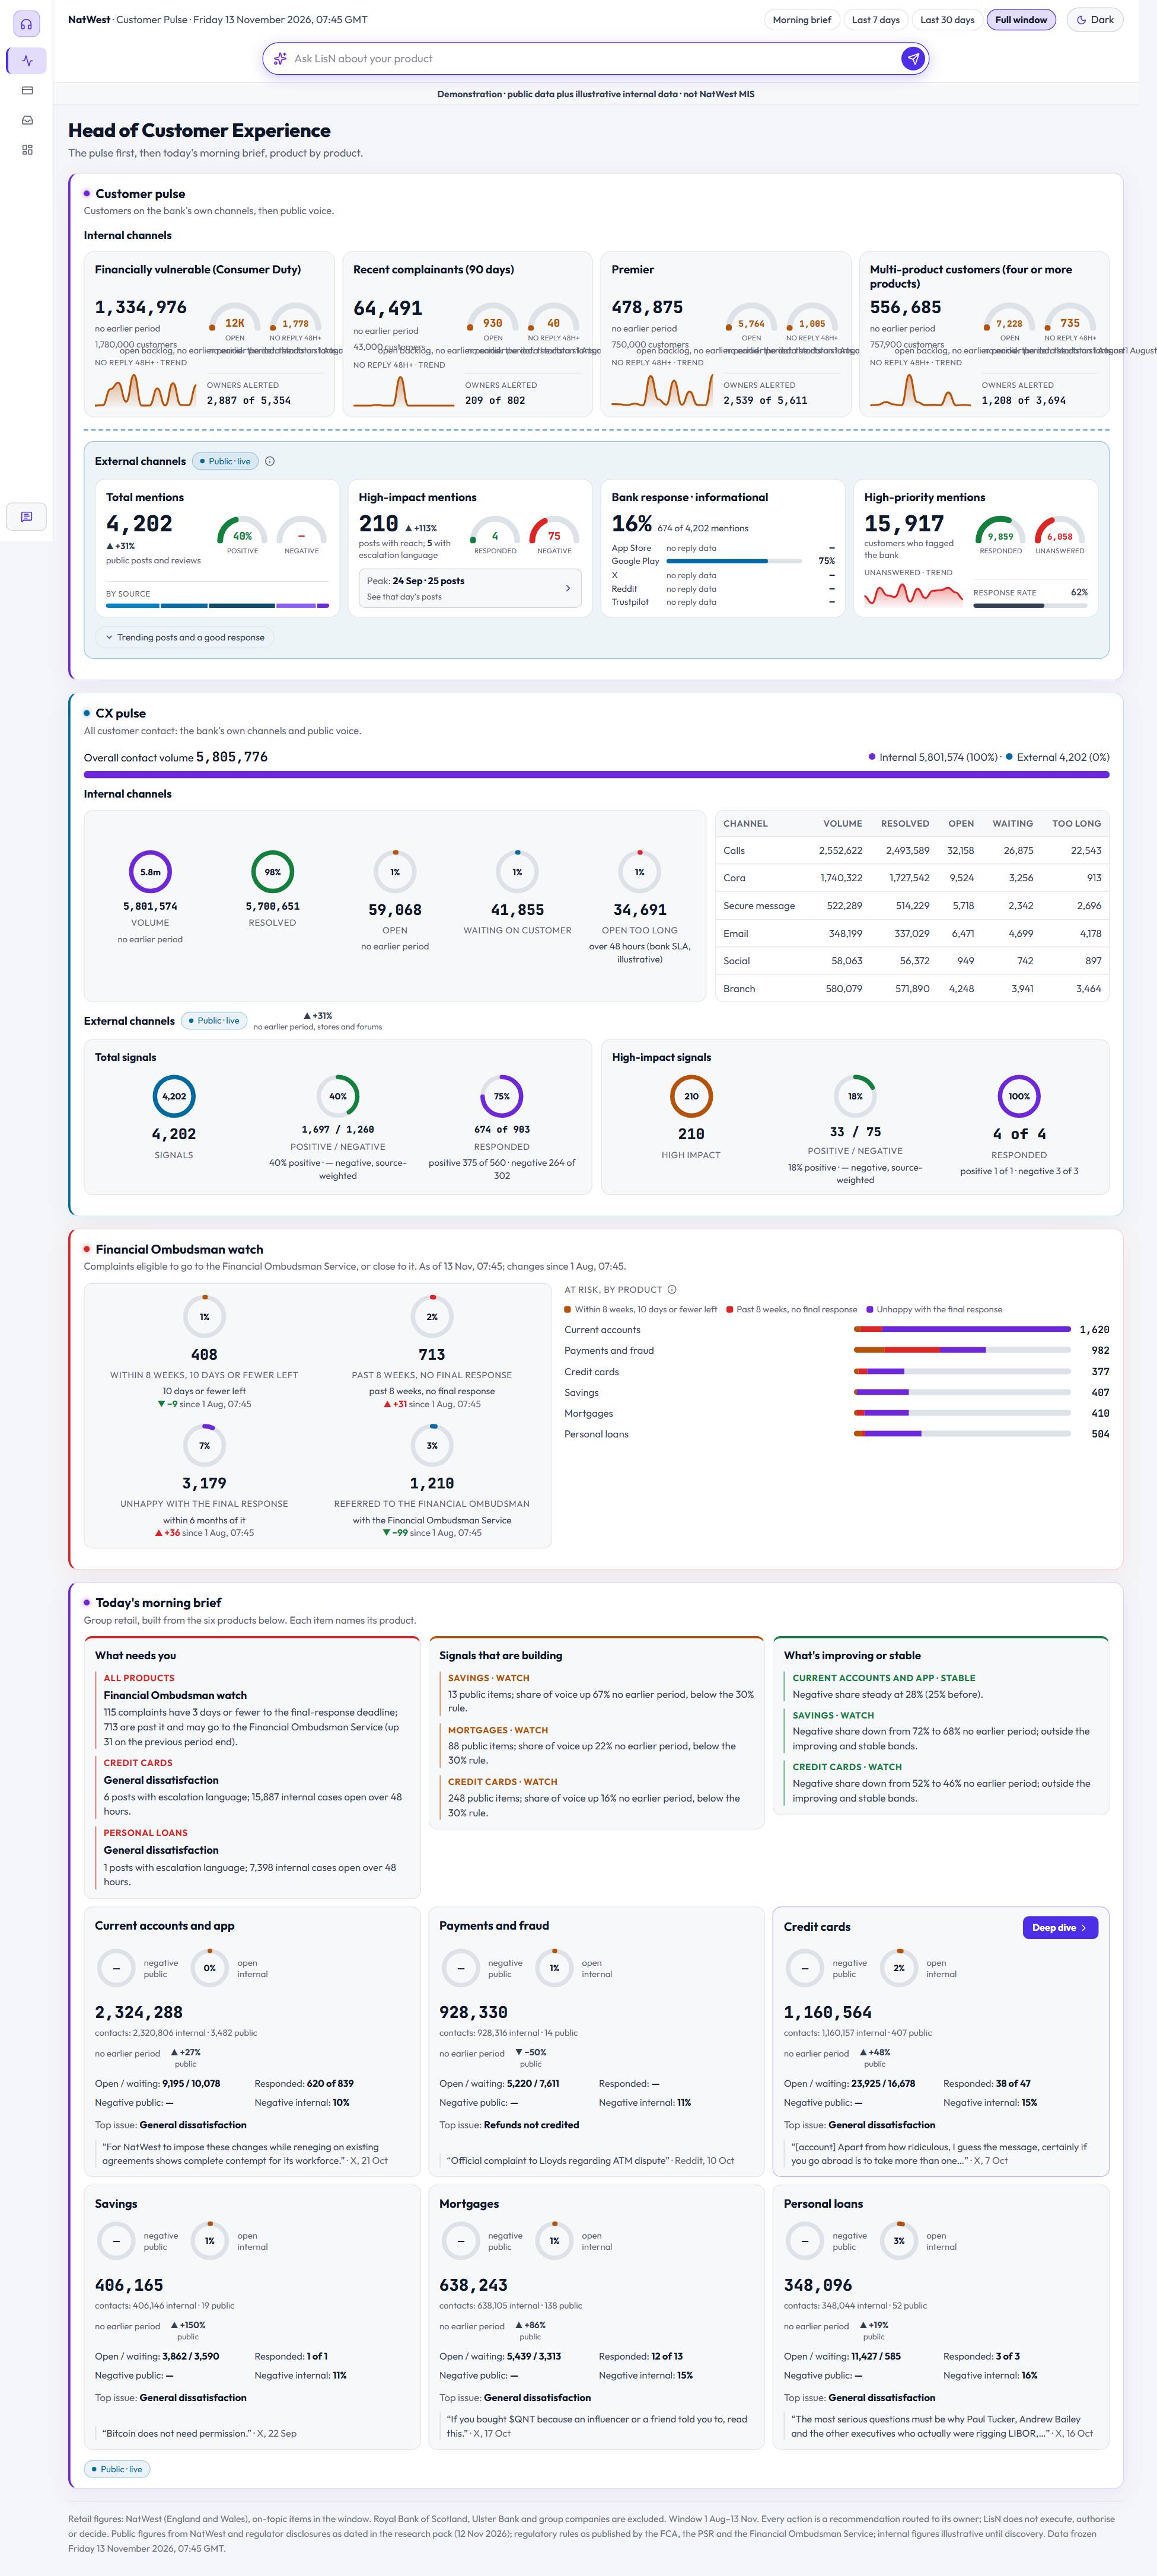 NatWest · Customer Pulse · Friday 13 November 2026, 07:45 GMT
Morning brief
Last 7 days
Last 30 days
Full window
Dark
Ask LisN about your product
Demonstration · public data plus illustrative internal data · not NatWest MIS
Head of Customer Experience
The pulse first, then today's morning brief, product by product.
Customer pulse
Customers on the bank's own channels, then public voice.
Internal channels
Financially vulnerable (Consumer Duty)
1,334,976
no earlier period
1,780,000 customers
12K
OPEN
1,778
NO REPLY 48H+
open backlog, no earlier period
NO REPLY 48H+ · TREND
OWNERS ALERTED
2,887 of 5,354
Recent complainants (90 days)
64,491
no earlier period
43,000 customers
930
OPEN
40
NO REPLY 48H+
open backlog, no earlier period
NO REPLY 48H+ · TREND
OWNERS ALERTED
209 of 802
Premier
478,875
no earlier period
750,000 customers
5,764
OPEN
1,005
NO REPLY 48H+
open backlog, no earlier period
NO REPLY 48H+ · TREND
OWNERS ALERTED
2,539 of 5,611
Multi-product customers (four or more
products)
556,685
no earlier period
757,900 customers
7,228
OPEN
735
NO REPLY 48H+
open backlog, no earlier period
NO REPLY 48H+ · TREND
OWNERS ALERTED
1,208 of 3,694
External channels
Public · live
Total mentions
4,202
▲ +31%
public posts and reviews
40%
POSITIVE
–
NEGATIVE
BY SOURCE
High-impact mentions
210 ▲ +113%
posts with reach; 5 with
escalation language
4
RESPONDED
75
NEGATIVE
Peak: 24 Sep · 25 posts
See that day's posts
Bank response · informational
16% 674 of 4,202 mentions
App Store no reply data –
Google Play 75%
X no reply data –
Reddit no reply data –
Trustpilot no reply data –
High-priority mentions
15,917
customers who tagged
the bank
9,859
RESPONDED
6,058
UNANSWERED
UNANSWERED · TREND
RESPONSE RATE 62%
Trending posts and a good response
CX pulse
All customer contact: the bank's own channels and public voice.
Overall contact volume 5,805,776
Internal 5,801,574 (100%) · External 4,202 (0%)
Internal channels
5.8m
5,801,574
VOLUME
no earlier period
98%
5,700,651
RESOLVED
1%
59,068
OPEN
no earlier period
1%
41,855
WAITING ON CUSTOMER
1%
34,691
OPEN TOO LONG
over 48 hours (bank SLA,
illustrative)
CHANNEL VOLUME RESOLVED OPEN WAITING TOO LONG
Calls 2,552,622 2,493,589 32,158 26,875 22,543
Cora 1,740,322 1,727,542 9,524 3,256 913
Secure message 522,289 514,229 5,718 2,342 2,696
Email 348,199 337,029 6,471 4,699 4,178
Social 58,063 56,372 949 742 897
Branch 580,079 571,890 4,248 3,941 3,464
External channels
Public · live
▲ +31%
no earlier period, stores and forums
Total signals
4,202
4,202
SIGNALS
40%
1,697 / 1,260
POSITIVE / NEGATIVE
40% positive · — negative, source-
weighted
75%
674 of 903
RESPONDED
positive 375 of 560 · negative 264 of
302
High-impact signals
210
210
HIGH IMPACT
18%
33 / 75
POSITIVE / NEGATIVE
18% positive · — negative, source-
weighted
100%
4 of 4
RESPONDED
positive 1 of 1 · negative 3 of 3
Financial Ombudsman watch
Complaints eligible to go to the Financial Ombudsman Service, or close to it. As of 13 Nov, 07:45; changes since 1 Aug, 07:45.
1%
408
WITHIN 8 WEEKS, 10 DAYS OR FEWER LEFT
10 days or fewer left
▼ −9 since 1 Aug, 07:45
2%
713
PAST 8 WEEKS, NO FINAL RESPONSE
past 8 weeks, no final response
▲ +31 since 1 Aug, 07:45
7%
3,179
UNHAPPY WITH THE FINAL RESPONSE
within 6 months of it
▲ +36 since 1 Aug, 07:45
3%
1,210
REFERRED TO THE FINANCIAL OMBUDSMAN
with the Financial Ombudsman Service
▼ −99 since 1 Aug, 07:45
AT RISK, BY PRODUCT
Within 8 weeks, 10 days or fewer left
Past 8 weeks, no final response
Unhappy with the final response
Current accounts 1,620
Payments and fraud 982
Credit cards 377
Savings 407
Mortgages 410
Personal loans 504
Today's morning brief
Group retail, built from the six products below. Each item names its product.
What needs you
ALL PRODUCTS
Financial Ombudsman watch
115 complaints have 3 days or fewer to the final-response deadline;
713 are past it and may go to the Financial Ombudsman Service (up
31 on the previous period end).
CREDIT CARDS
General dissatisfaction
6 posts with escalation language; 15,887 internal cases open over 48
hours.
PERSONAL LOANS
General dissatisfaction
1 posts with escalation language; 7,398 internal cases open over 48
hours.
Signals that are building
SAVINGS · WATCH
13 public items; share of voice up 67% no earlier period, below the 30%
rule.
MORTGAGES · WATCH
88 public items; share of voice up 22% no earlier period, below the
30% rule.
CREDIT CARDS · WATCH
248 public items; share of voice up 16% no earlier period, below the
30% rule.
What's improving or stable
CURRENT ACCOUNTS AND APP · STABLE
Negative share steady at 28% (25% before).
SAVINGS · WATCH
Negative share down from 72% to 68% no earlier period; outside the
improving and stable bands.
CREDIT CARDS · WATCH
Negative share down from 52% to 46% no earlier period; outside the
improving and stable bands.
Current accounts and app
–
negative
public
0%
open
internal
2,324,288
contacts: 2,320,806 internal · 3,482 public
no earlier period ▲ +27%
public
Open / waiting: 9,195 / 10,078 Responded: 620 of 839
Negative public: — Negative internal: 10%
Top issue: General dissatisfaction
“For NatWest to impose these changes while reneging on existing
agreements shows complete contempt for its workforce.” · X, 21 Oct
Payments and fraud
–
negative
public
1%
open
internal
928,330
contacts: 928,316 internal · 14 public
no earlier period ▼ −50%
public
Open / waiting: 5,220 / 7,611 Responded: —
Negative public: — Negative internal: 11%
Top issue: Refunds not credited
“Official complaint to Lloyds regarding ATM dispute” · Reddit, 10 Oct
Credit cards
Deep dive
–
negative
public
2%
open
internal
1,160,564
contacts: 1,160,157 internal · 407 public
no earlier period ▲ +48%
public
Open / waiting: 23,925 / 16,678 Responded: 38 of 47
Negative public: — Negative internal: 15%
Top issue: General dissatisfaction
“[account] Apart from how ridiculous, I guess the message, certainly if
you go abroad is to take more than one…” · X, 7 Oct
Savings
–
negative
public
1%
open
internal
406,165
contacts: 406,146 internal · 19 public
no earlier period ▲ +150%
public
Open / waiting: 3,862 / 3,590 Responded: 1 of 1
Negative public: — Negative internal: 11%
Top issue: General dissatisfaction
“Bitcoin does not need permission.” · X, 22 Sep
Mortgages
–
negative
public
1%
open
internal
638,243
contacts: 638,105 internal · 138 public
no earlier period ▲ +86%
public
Open / waiting: 5,439 / 3,313 Responded: 12 of 13
Negative public: — Negative internal: 15%
Top issue: General dissatisfaction
“If you bought $QNT because an influencer or a friend told you to, read
this.” · X, 17 Oct
Personal loans
–
negative
public
3%
open
internal
348,096
contacts: 348,044 internal · 52 public
no earlier period ▲ +19%
public
Open / waiting: 11,427 / 585 Responded: 3 of 3
Negative public: — Negative internal: 16%
Top issue: General dissatisfaction
“The most serious questions must be why Paul Tucker, Andrew Bailey
and the other executives who actually were rigging LIBOR,…” · X, 16 Oct
Public · live
Retail figures: NatWest (England and Wales), on-topic items in the window. Royal Bank of Scotland, Ulster Bank and group companies are excluded. Window 1 Aug–13 Nov. Every action is a recommendation routed to its owner; LisN does not execute, authorise
or decide. Public figures from NatWest and regulator disclosures as dated in the research pack (12 Nov 2026); regulatory rules as published by the FCA, the PSR and the Financial Ombudsman Service; internal figures illustrative until discovery. Data frozen
Friday 13 November 2026, 07:45 GMT.